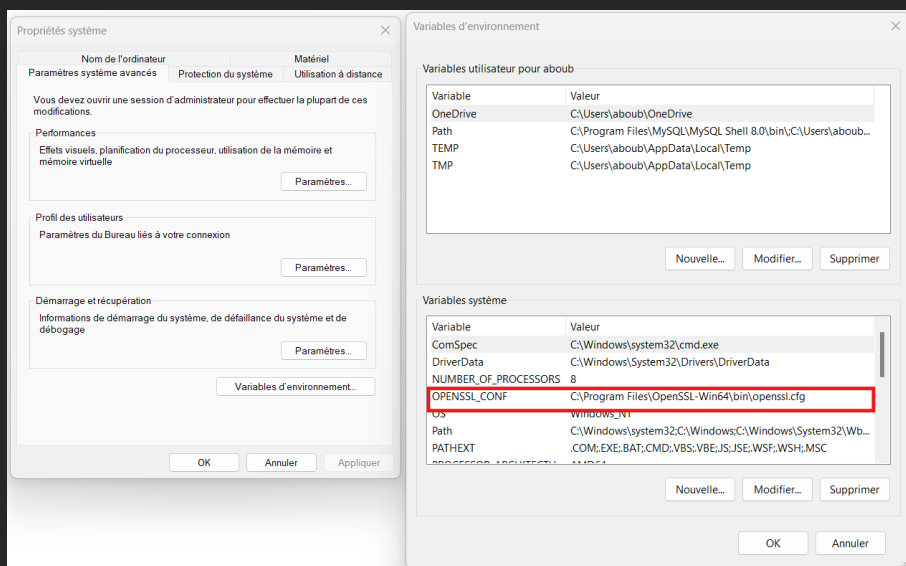 Propriétés système
Nom de l'ordinateur
Matériel
Paramètres système avancés
Protection du système
Utilisation à distance
Vous devez ouvrir une session d'administrateur pour effectuer la plupart de ces
modifications.
Performances
Effets visuels, planification du processeur, utilisation de la mémoire et
mémoire virtuelle
Paramètres...
Profil des utilisateurs
Paramètres du Bureau liés à votre connexion
Paramètres...
Démarrage et récupération
Informations de démarrage du système, de défaillance du système et de
débogage
Paramètres...
Variables d'environnement...
OK
Annuler
Appliquer
Variables d'environnement
Variables utilisateur pour aboub
Variable Valeur
OneDrive C:\Users\aboub\OneDrive
Path C:\Program Files\MySQL\MySQL Shell 8.0\bin\;C:\Users\aboub...
TEMP C:\Users\aboub\AppData\Local\Temp
TMP C:\Users\aboub\AppData\Local\Temp
Nouvelle... Modifier... Supprimer
Variables système
Variable Valeur
ComSpec C:\Windows\system32\cmd.exe
DriverData C:\Windows\System32\Drivers\DriverData
NUMBER_OF_PROCESSORS 8
OPENSSL_CONF C:\Program Files\OpenSSL-Win64\bin\openssl.cfg
OS Windows_NT
Path C:\Windows\system32;C:\Windows;C:\Windows\System32\Wb...
PATHEXT .COM;.EXE;.BAT;.CMD;.VBS;.VBE;.JS;.JSE;.WSF;.WSH;.MSC
Nouvelle... Modifier... Supprimer
OK Annuler